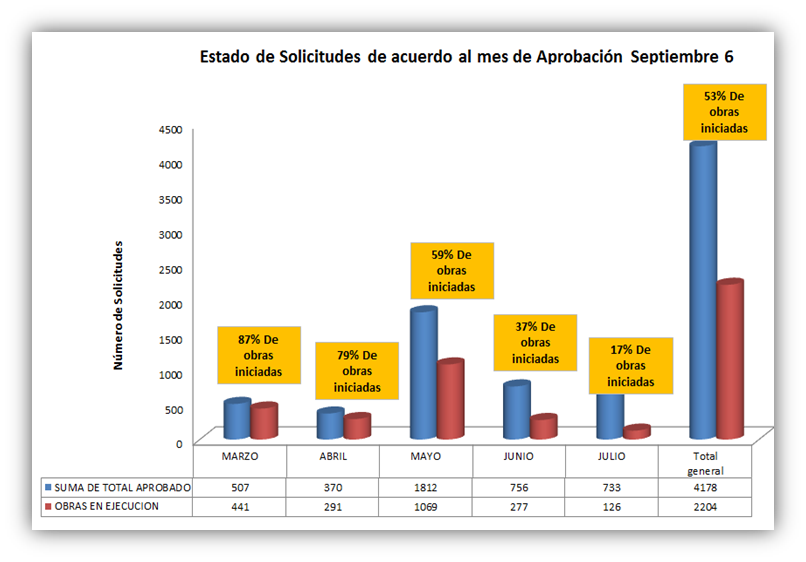 Estado de Solicitudes de acuerdo al mes de Aprobación Septiembre 6
53% De
obras
iniciadas
4500
4000
3500
3000
2500
2000
1500
1000
500
0
Número de Solicitudes
87% De
obras
iniciadas
79% De
obras
iniciadas
59% De
obras
iniciadas
37% De
obras
iniciadas
17% De
obras
iniciadas
MARZO ABRIL MAYO JUNIO JULIO Total
general
SUMA DE TOTAL APROBADO 507 370 1812 756 733 4178
OBRAS EN EJECUCION 441 291 1069 277 126 2204